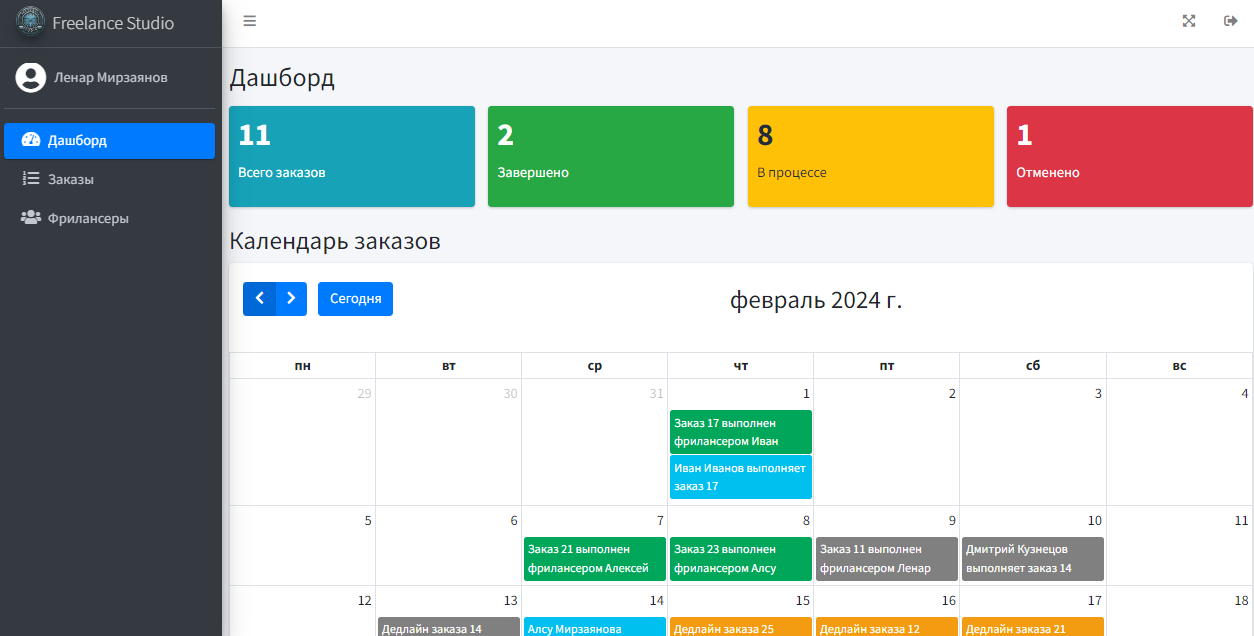 Freelance Studio
Ленар Мирзаянов
Дашборд
Заказы
Фрилансеры
Дашборд
11
Всего заказов
2
Завершено
8
В процессе
1
Отменено
Календарь заказов
Сегодня
февраль 2024 г.
пн вт ср чт пт сб вс
29 30 31 1 2 3 4
Заказ 17 выполнен
фрилансером Иван
Иван Иванов выполняет
заказ 17
5 6 7 8 9 10 11
Заказ 21 выполнен
фрилансером Алексей
Заказ 23 выполнен
фрилансером Алсу
Заказ 11 выполнен
фрилансером Ленар
Дмитрий Кузнецов
выполняет заказ 14
12 13 14 15 16 17 18
Дедлайн заказа 14
Алсу Мирзаянова
Дедлайн заказа 25
Дедлайн заказа 12
Дедлайн заказа 21